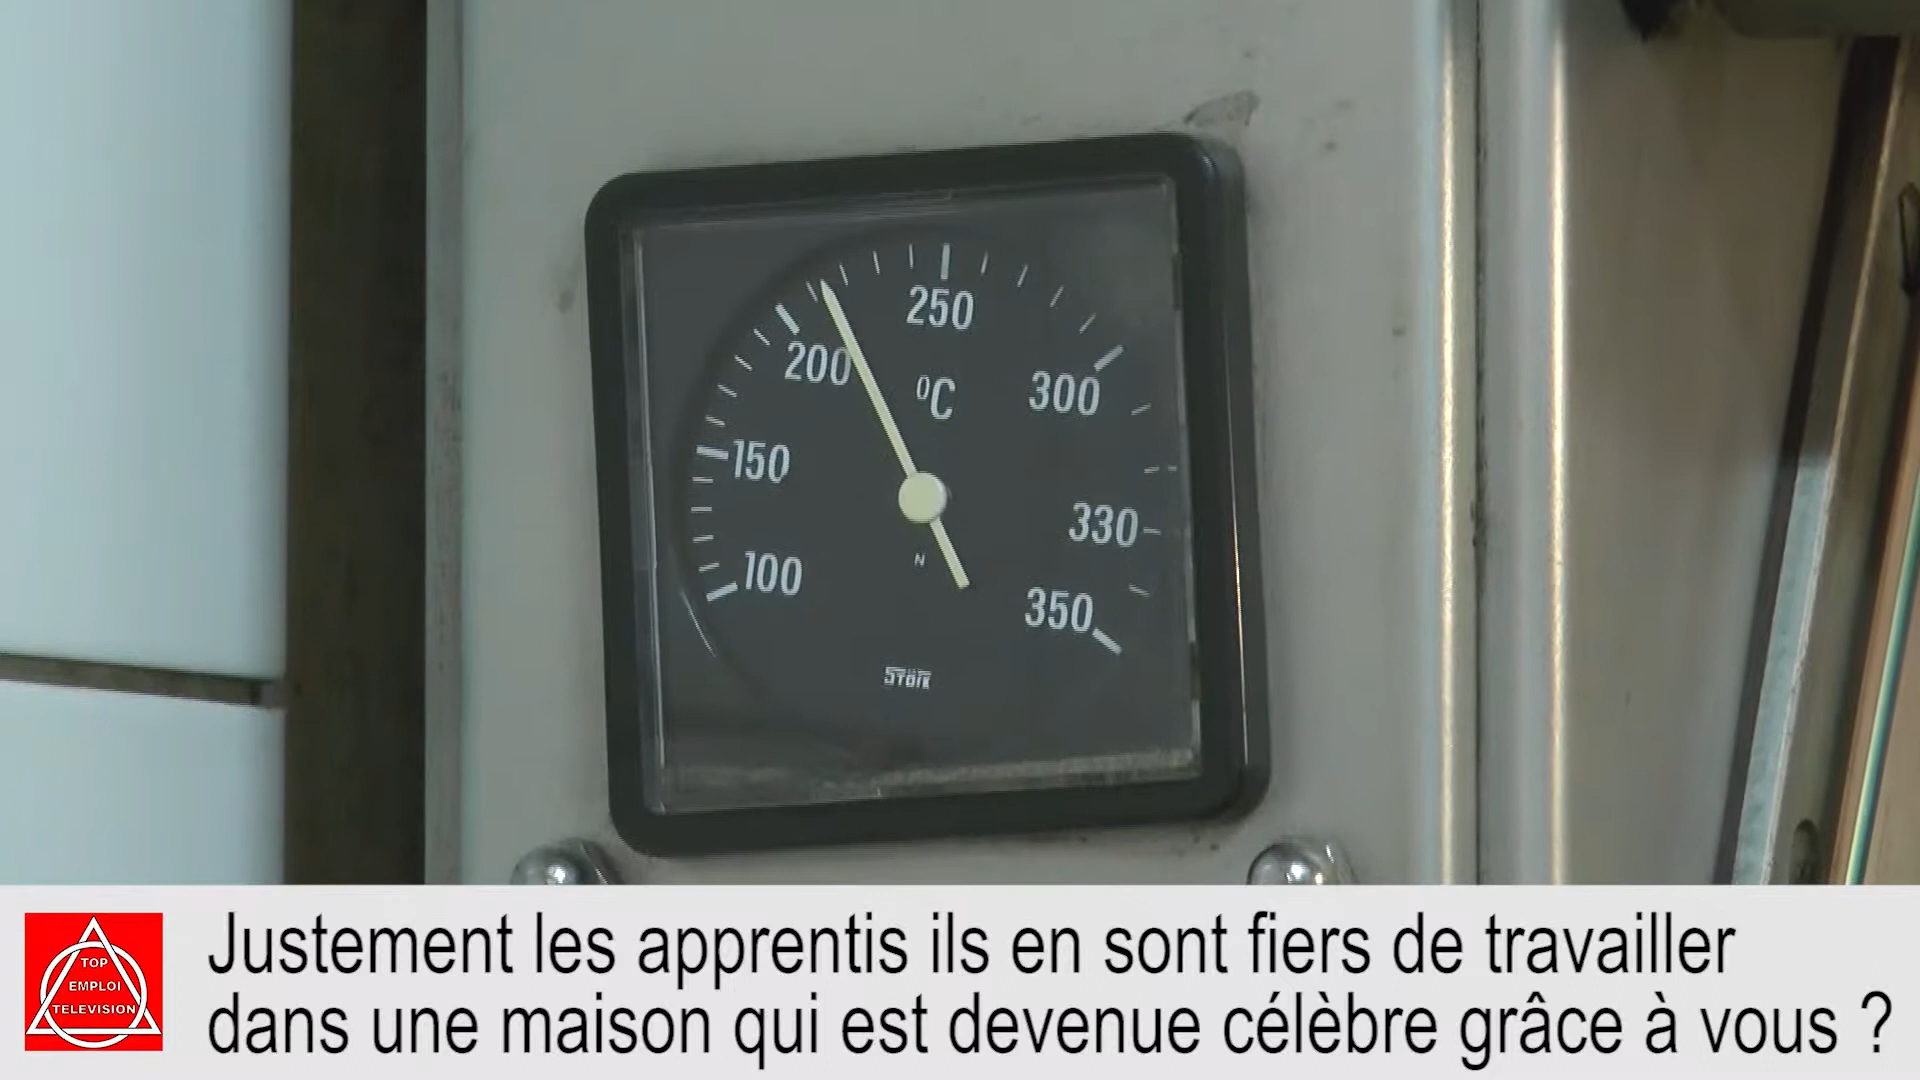 250
200
°C
300
150
330
100
N
350
Störk
TOP
EMPLOI
TELEVISION
Justement les apprentis ils en sont fiers de travailler
dans une maison qui est devenue célèbre grâce à vous ?